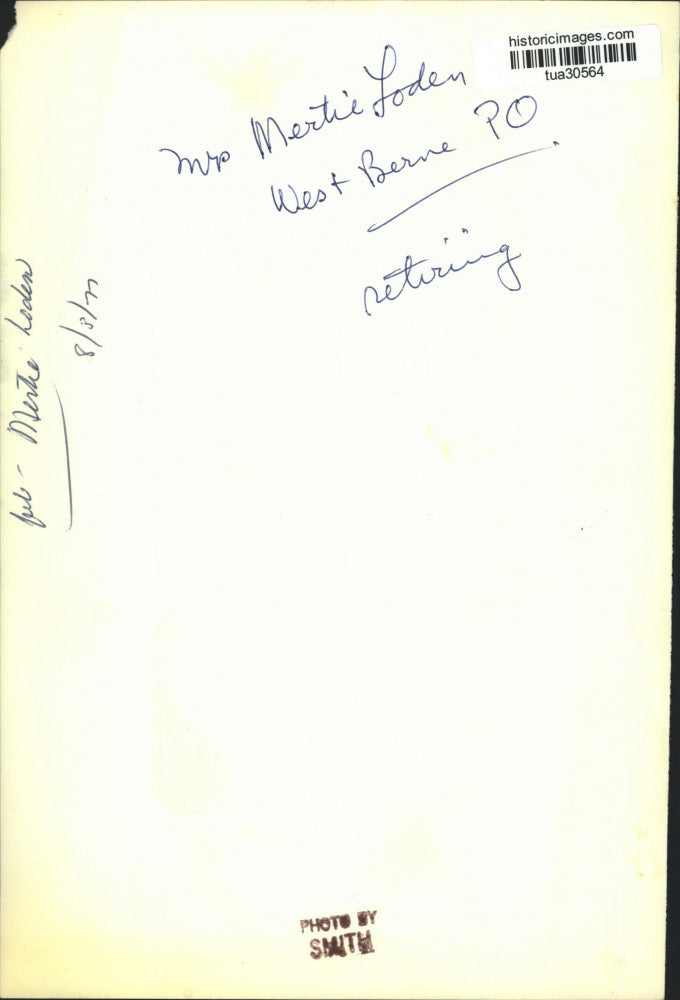 historicimages.com
tua30564
Mrs Mertie Loden
West Berne PO
retiring
Mertie Loden
PHOTO BY
SMITH